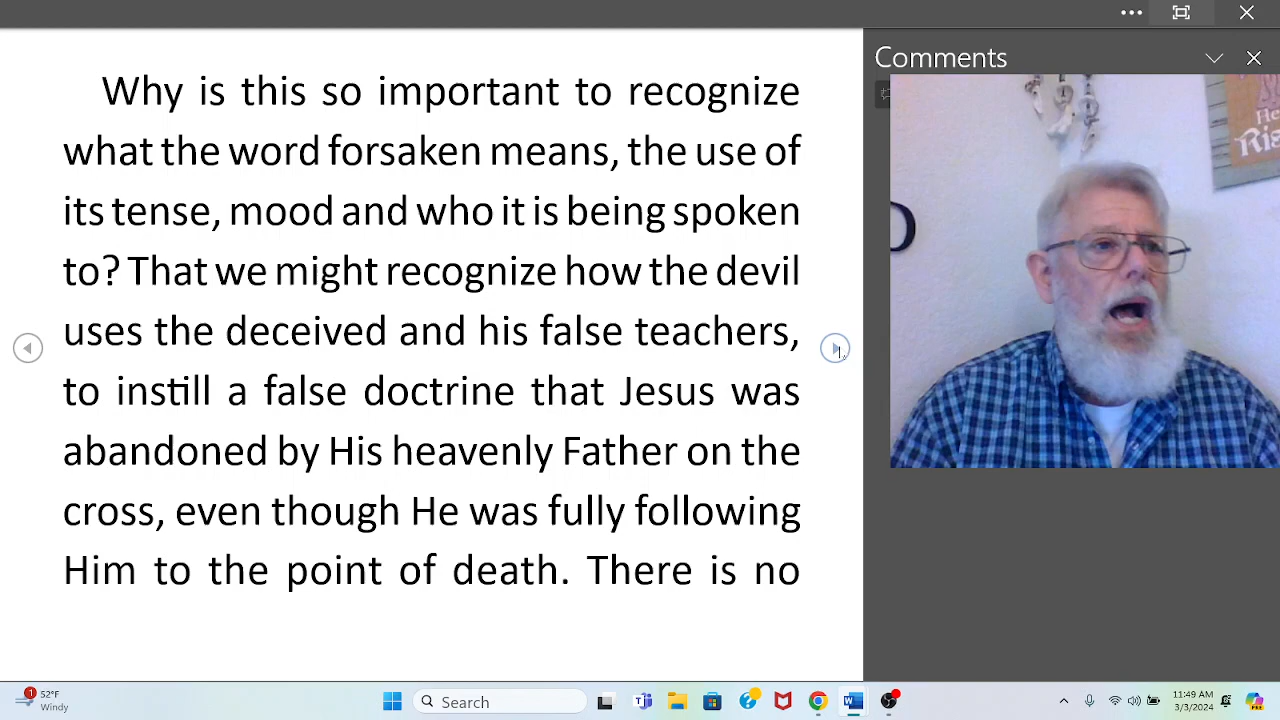 Comments
Why is this so important to recognize
what the word forsaken means, the use of
its tense, mood and who it is being spoken
to? That we might recognize how the devil
uses the deceived and his false teachers,
to instill a false doctrine that Jesus was
abandoned by His heavenly Father on the
cross, even though He was fully following
Him to the point of death. There is no
He
Ris
D
1
52°F
Windy
Search
11:49 AM
3/3/2024